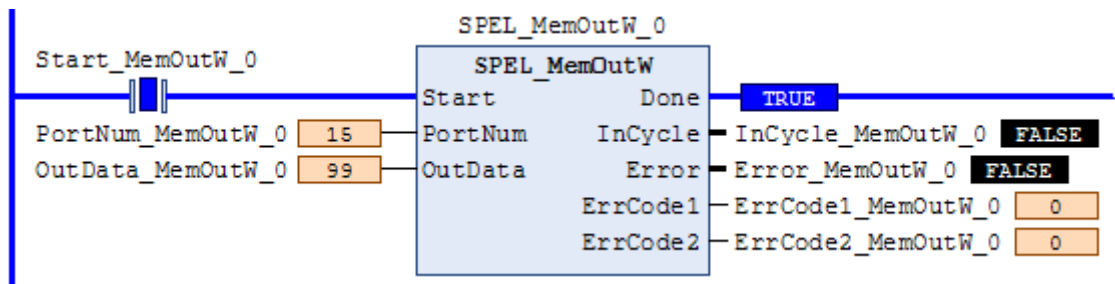 SPEL_MemOutW_0
Start_MemOutW_0
SPEL_MemOutW
Start Done TRUE
PortNum_MemOutW_0 15 PortNum InCycle InCycle_MemOutW_0 FALSE
OutData_MemOutW_0 99 OutData Error Error_MemOutW_0 FALSE
ErrCode1 ErrCode1_MemOutW_0 0
ErrCode2 ErrCode2_MemOutW_0 0